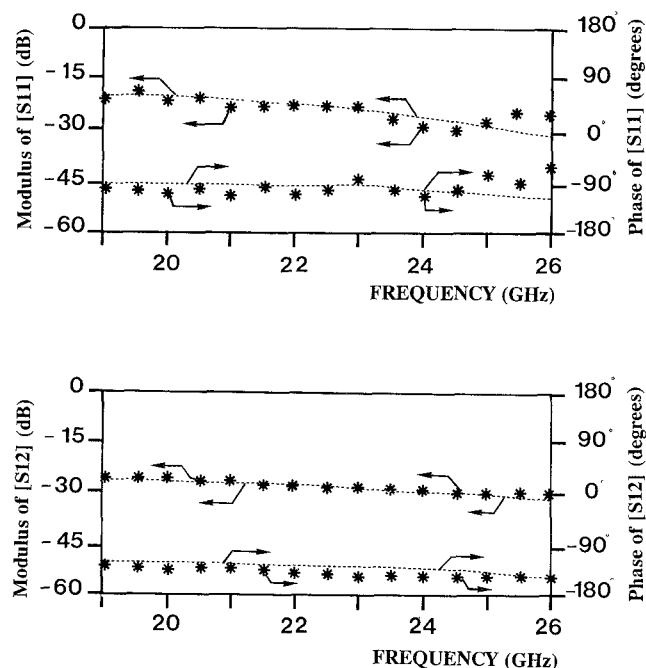 Modulus of [S11] (dB)
0
-15
-30
-45
-60
180°
90
0°
-90°
-180°
Phase of [S11] (degrees)
20 22 24 26
FREQUENCY (GHz)
Modulus of [S12] (dB)
0
-15
-30
-45
-60
180°
90°
0°
-90°
-180°
Phase of [S12] (degrees)
20 22 24 26
FREQUENCY (GHz)